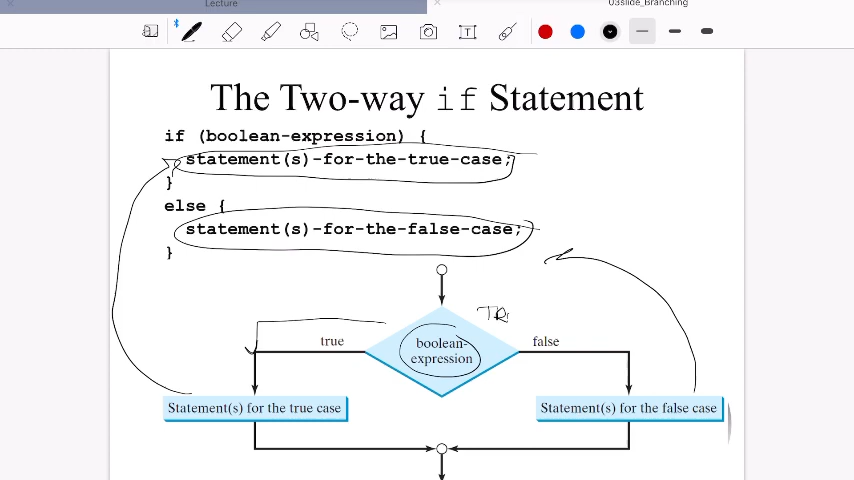 Lecture
03slide_Branching
T
The Two-way if Statement
if (boolean-expression) {
statement(s)-for-the-true-case;
}
else {
statement(s)-for-the-false-case;
}
TR
true
boolean-
expression
false
Statement(s) for the true case
Statement(s) for the false case